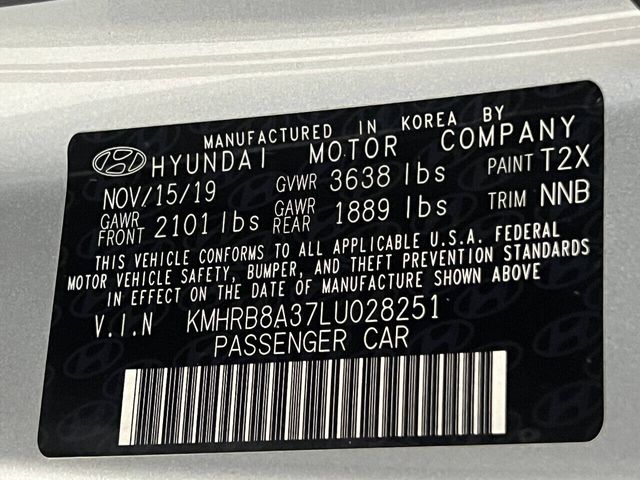 MANUFACTURED IN KOREA BY
HYUNDAI MOTOR COMPANY
NOV/15/19 GVWR 3638 lbs PAINT T2X
GAWR FRONT 2101 lbs GAWR REAR 1889 lbs TRIM NNB
THIS VEHICLE CONFORMS TO ALL APPLICABLE U.S.A. FEDERAL
MOTOR VEHICLE SAFETY, BUMPER, AND THEFT PREVENTION STANDARDS
IN EFFECT ON THE DATE OF MANUFACTURE SHOWN ABOVE
V.I.N KMHRB8A37LU028251
PASSENGER CAR